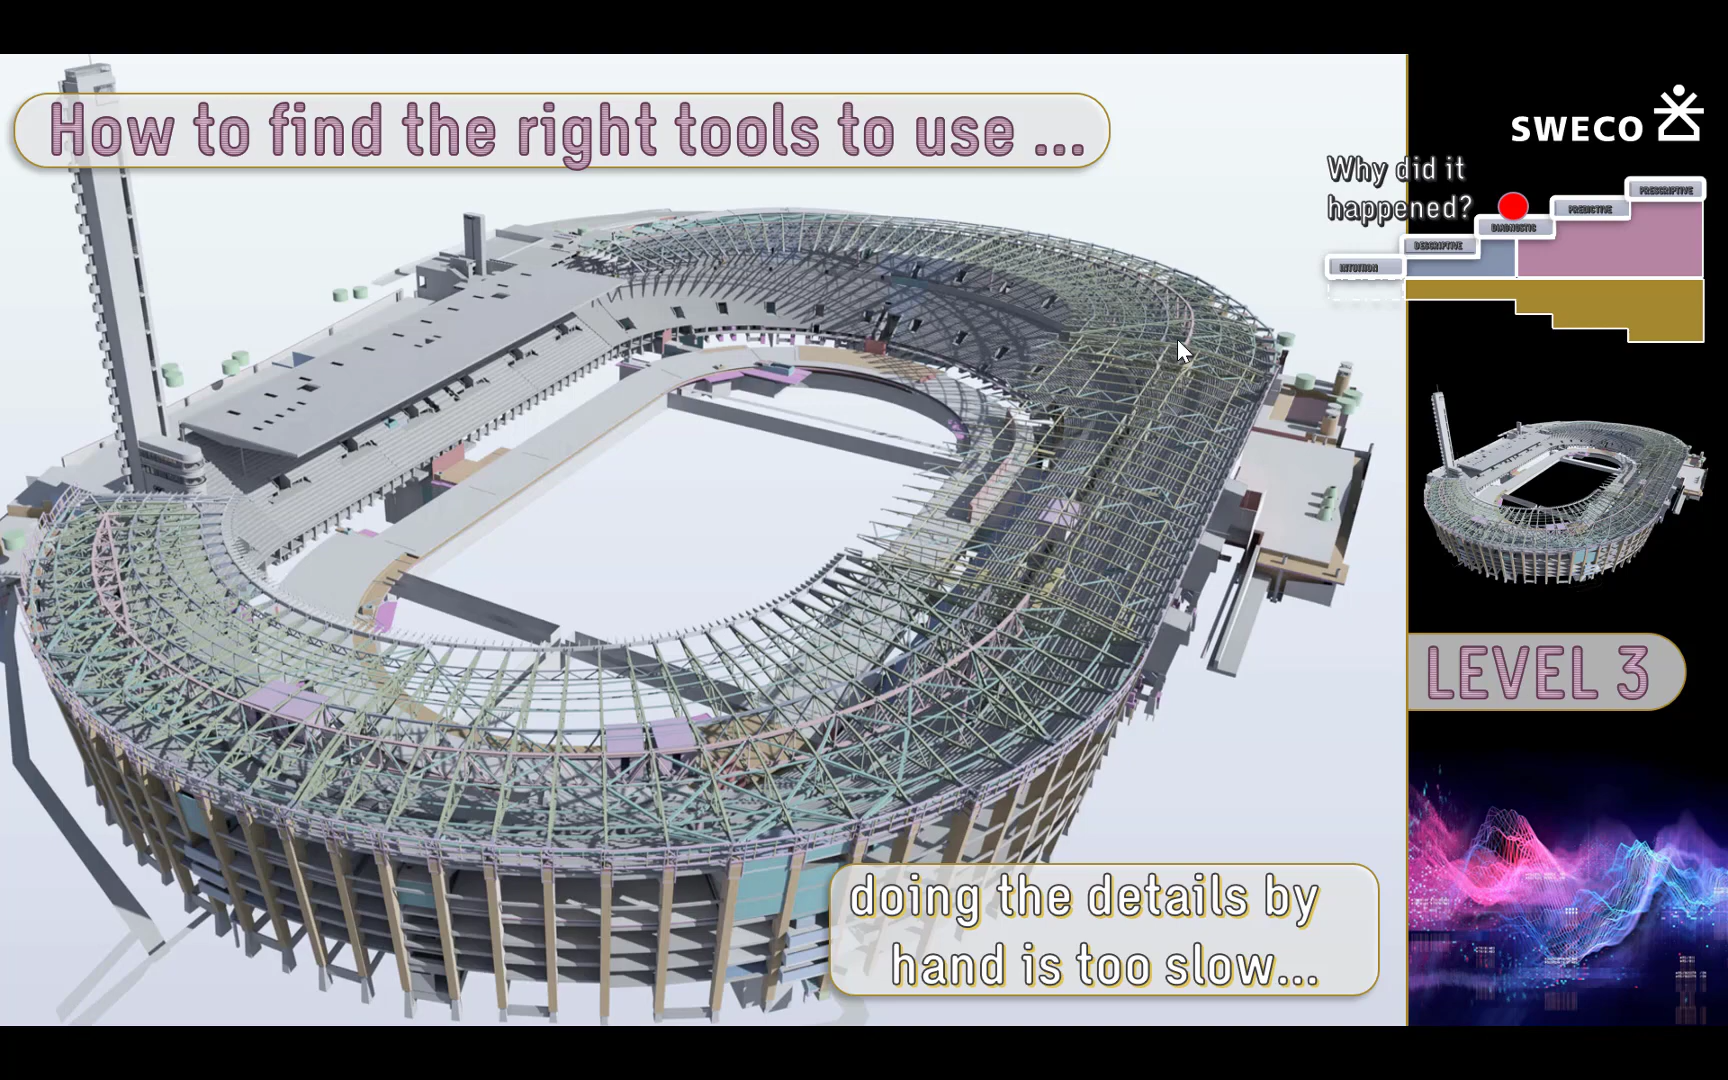 How to find the right tools to use ...
SWECO
Why did it
happened?
PRESCRIPTIVE
PREDICTIVE
DIAGNOSTIC
DESCRIPTIVE
INTUITION
LEVEL 3
doing the details by
hand is too slow...